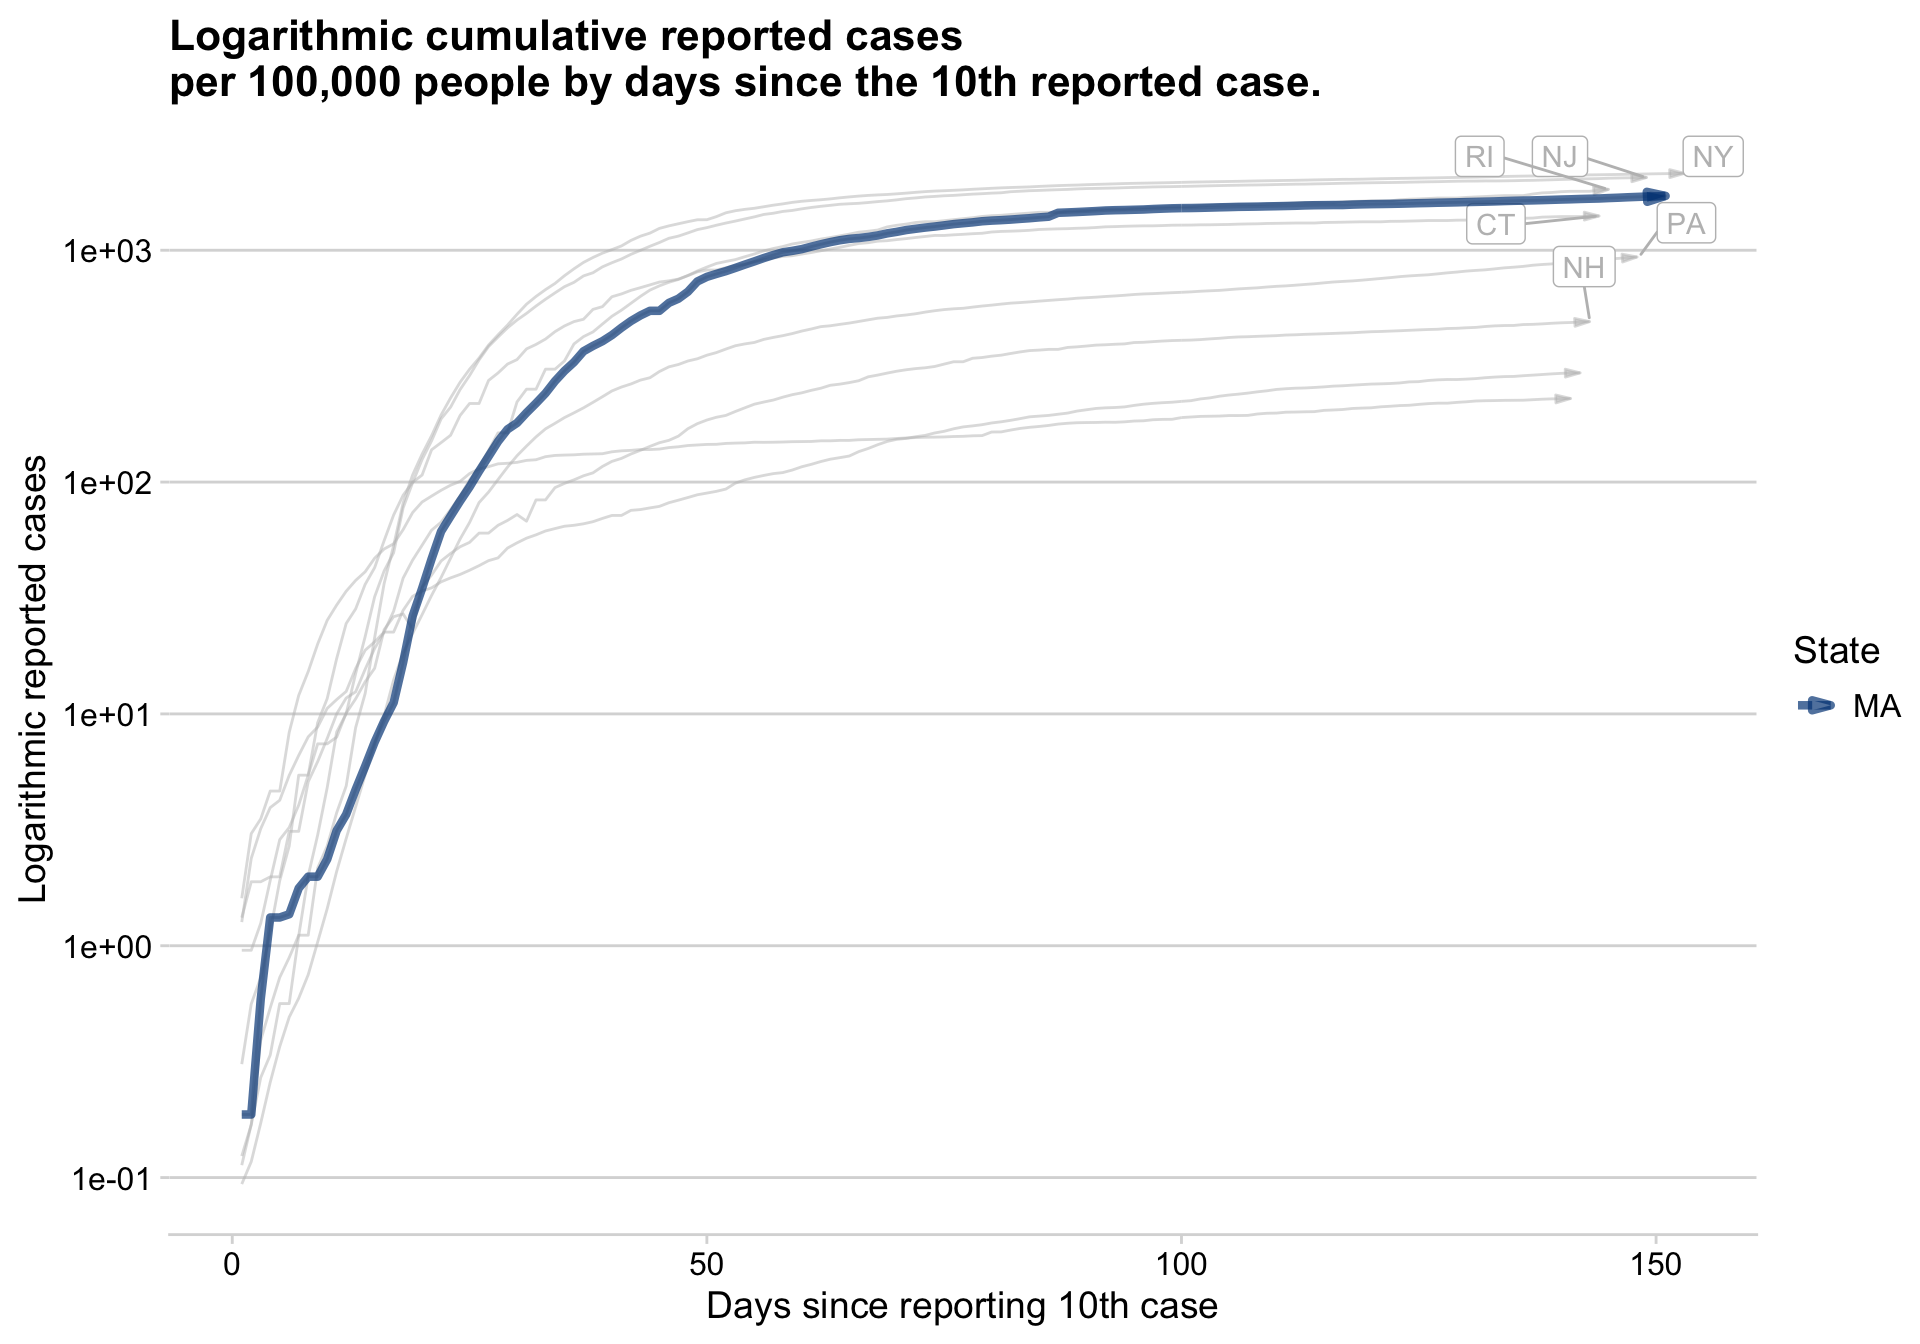 Logarithmic cumulative reported cases
per 100,000 people by days since the 10th reported case.
RI
NJ
NY
CT
PA
NH
1e+03
1e+02
1e+01
1e+00
1e-01
Logarithmic reported cases
0
50
100
150
Days since reporting 10th case
State
MA